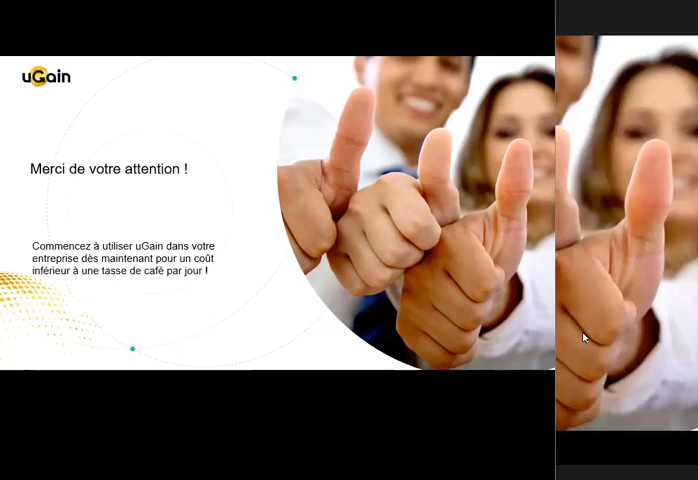 uGain
Merci de votre attention !
Commencez à utiliser uGain dans votre
entreprise dès maintenant pour un coût
inférieur à une tasse de café par jour !